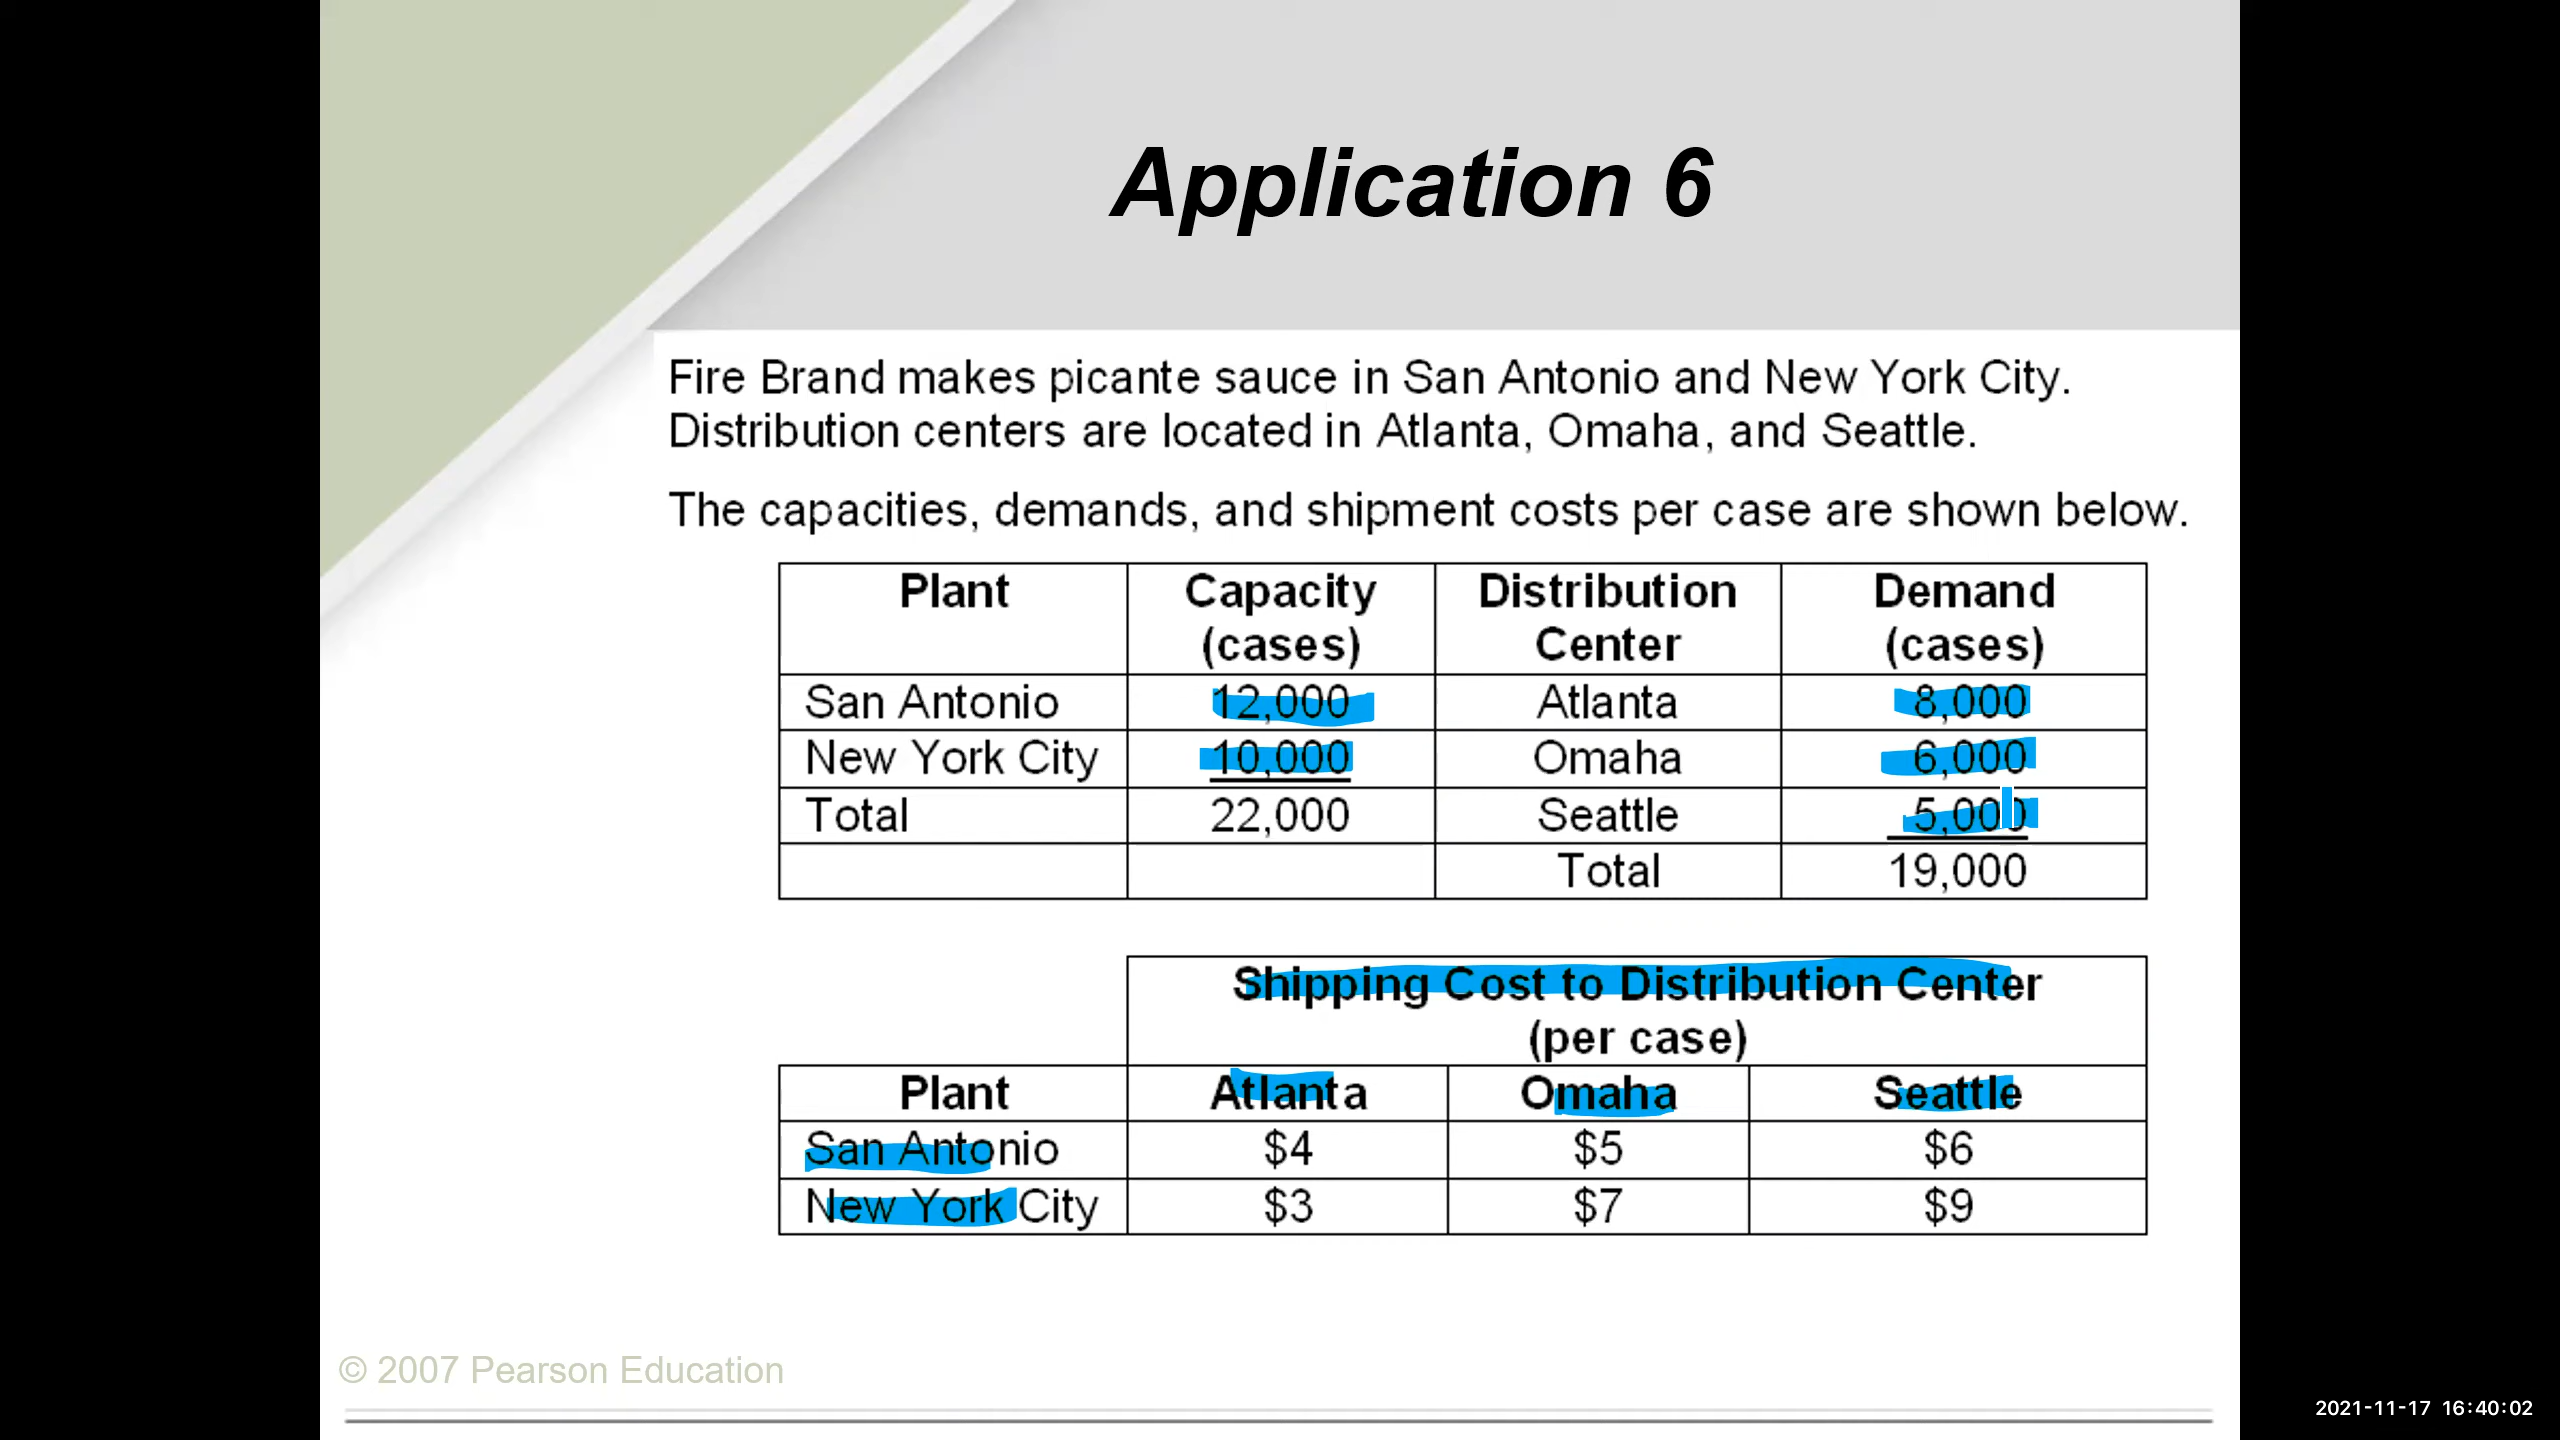 Application 6
Fire Brand makes picante sauce in San Antonio and New York City.
Distribution centers are located in Atlanta, Omaha, and Seattle.
The capacities, demands, and shipment costs per case are shown below.
Plant Capacity Distribution Demand
(cases) Center (cases)
San Antonio 12,000 Atlanta 8,000
New York City 10,000 Omaha 6,000
Total 22,000 Seattle 5,000
Total 19,000
Shipping Cost to Distribution Center
(per case)
Plant Atlanta Omaha Seattle
San Antonio $4 $5 $6
New York City $3 $7 $9
© 2007 Pearson Education
2021-11-17 16:40:02